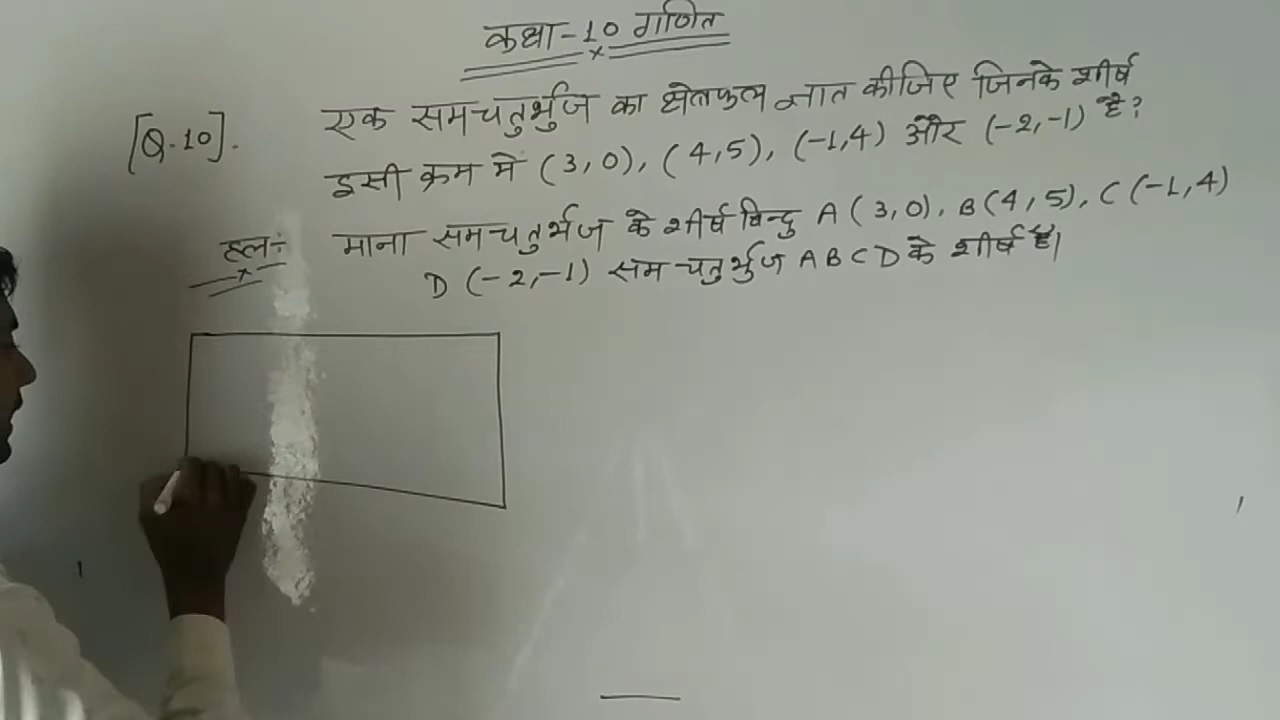 कक्षा-10 गणित
[Q.10]. एक समचतुर्भुज का क्षेत्रफल ज्ञात कीजिए जिनके शीर्ष
इसी क्रम में (3,0), (4,5), (-1,4) और (-2,-1) है?
हल÷ माना समचतुर्भुज के शीर्ष बिन्दु A(3,0), B(4,5), C(-1,4)
D (-2,-1) समचतुर्भुज ABCD के शीर्ष है।